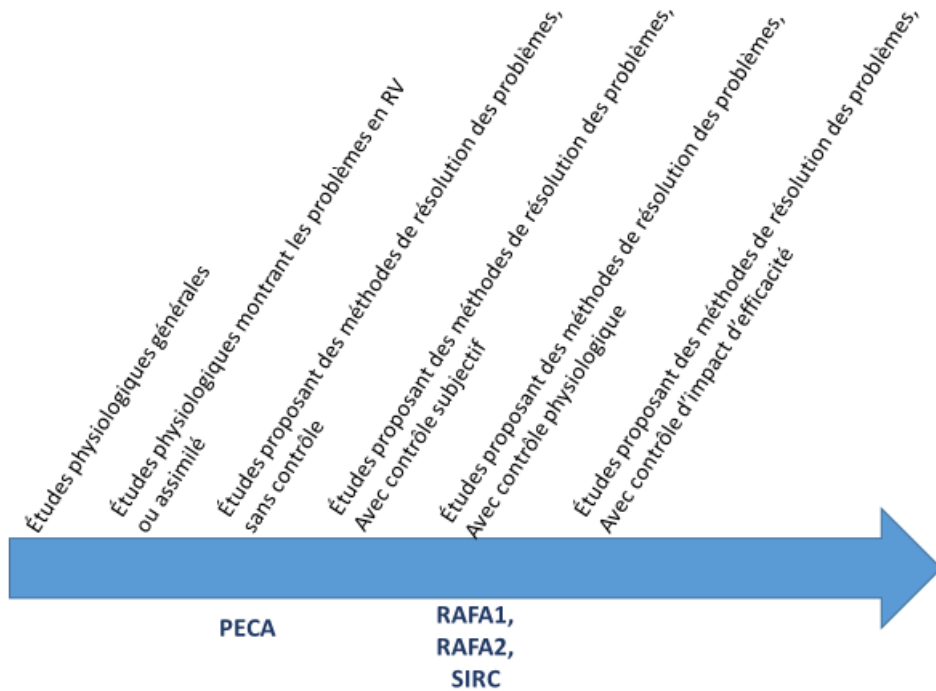 Études physiologiques générales
Études physiologiques montrant les problèmes en RV
ou assimilé
Études proposant des méthodes de résolution des problèmes,
sans contrôle
Études proposant des méthodes de résolution des problèmes,
Avec contrôle subjectif
Études proposant des méthodes de résolution des problèmes,
Avec contrôle physiologique
Études proposant des méthodes de résolution des problèmes,
Avec contrôle d'impact d'efficacité
PECA
RAFA1,
RAFA2,
SIRC